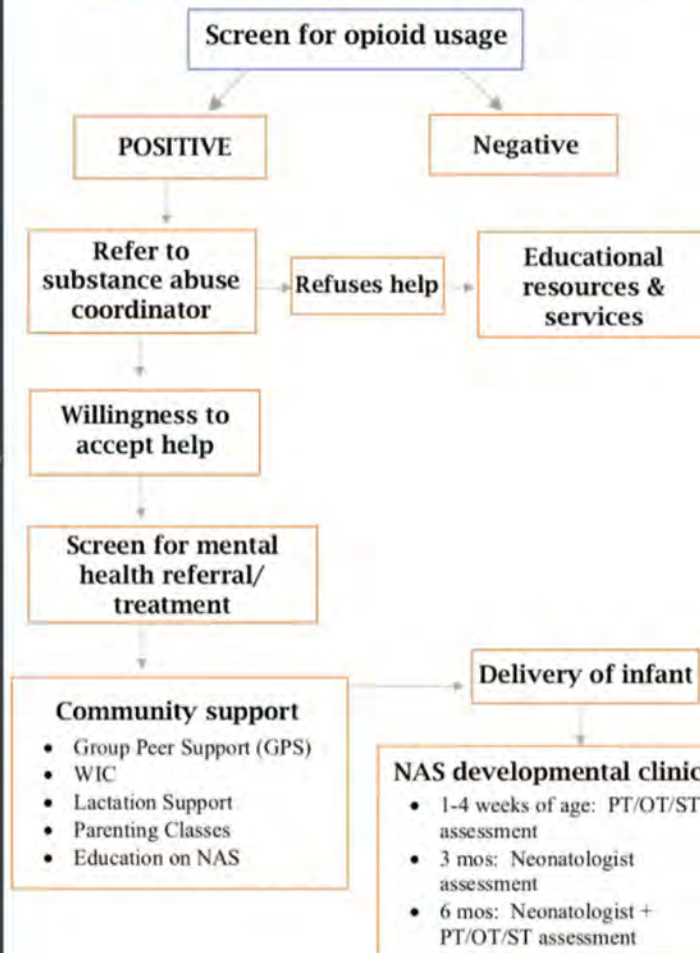 Screen for opioid usage
POSITIVE
Negative
Refer to
substance abuse
coordinator
Refuses help
Educational
resources &
services
Willingness to
accept help
Screen for mental
health referral/
treatment
Community support
• Group Peer Support (GPS)
• WIC
• Lactation Support
• Parenting Classes
• Education on NAS
Delivery of infant
NAS developmental clinic
• 1-4 weeks of age: PT/OT/ST
assessment
• 3 mos: Neonatologist
assessment
• 6 mos: Neonatologist +
PT/OT/ST assessment